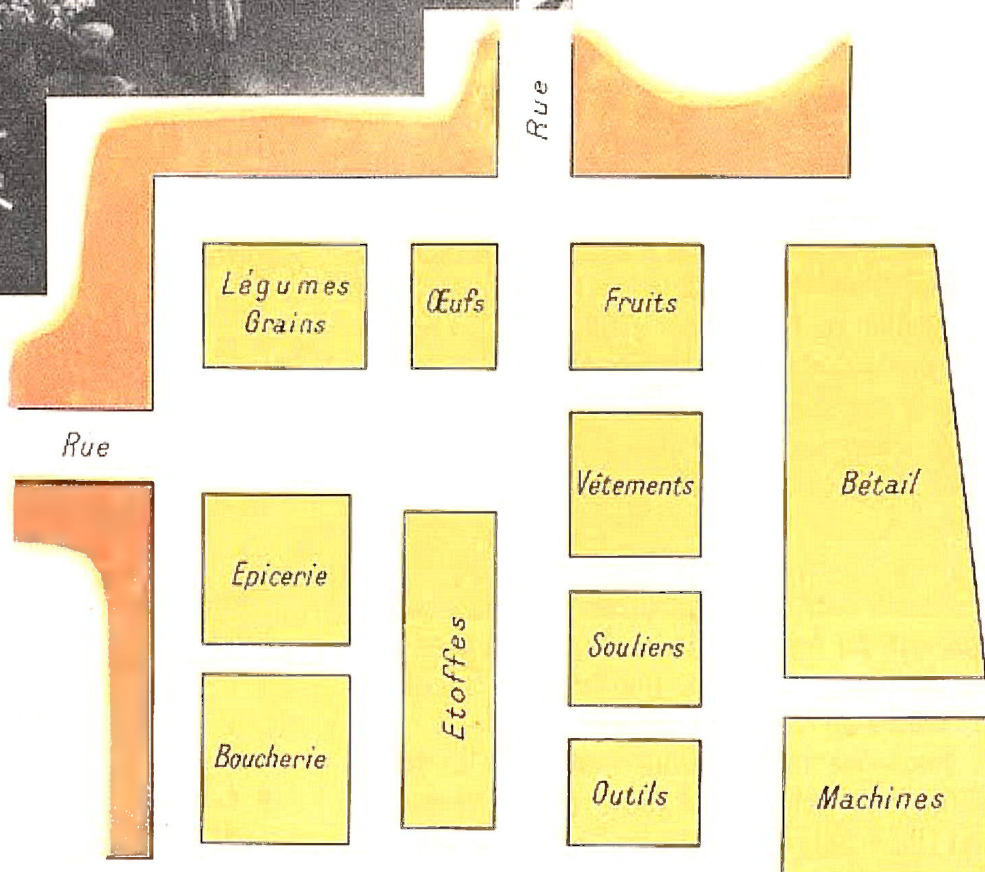 Rue
Légumes
Grains
Œufs
Fruits
Rue
Vêtements
Bétail
Epicerie
Etoffes
Souliers
Boucherie
Outils
Machines